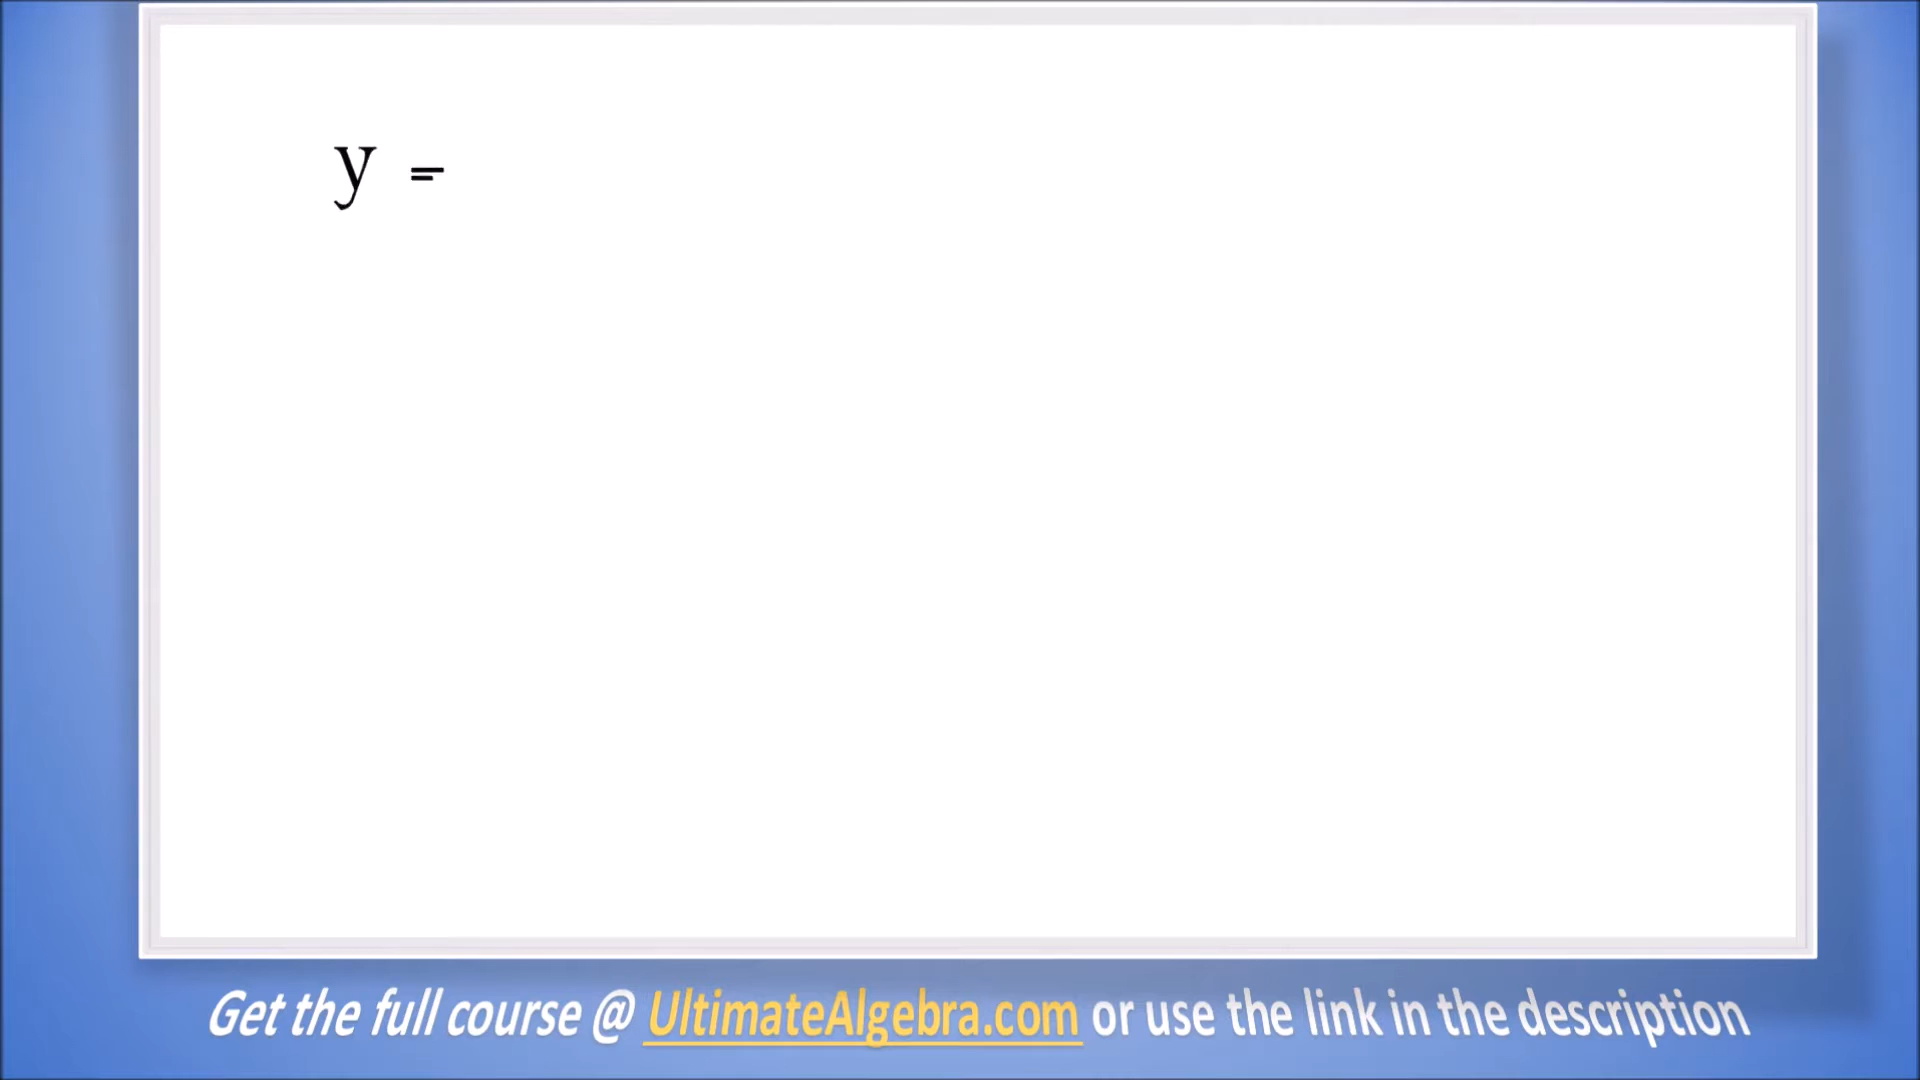 y =
Get the full course @ UltimateAlgebra.com or use the link in the description